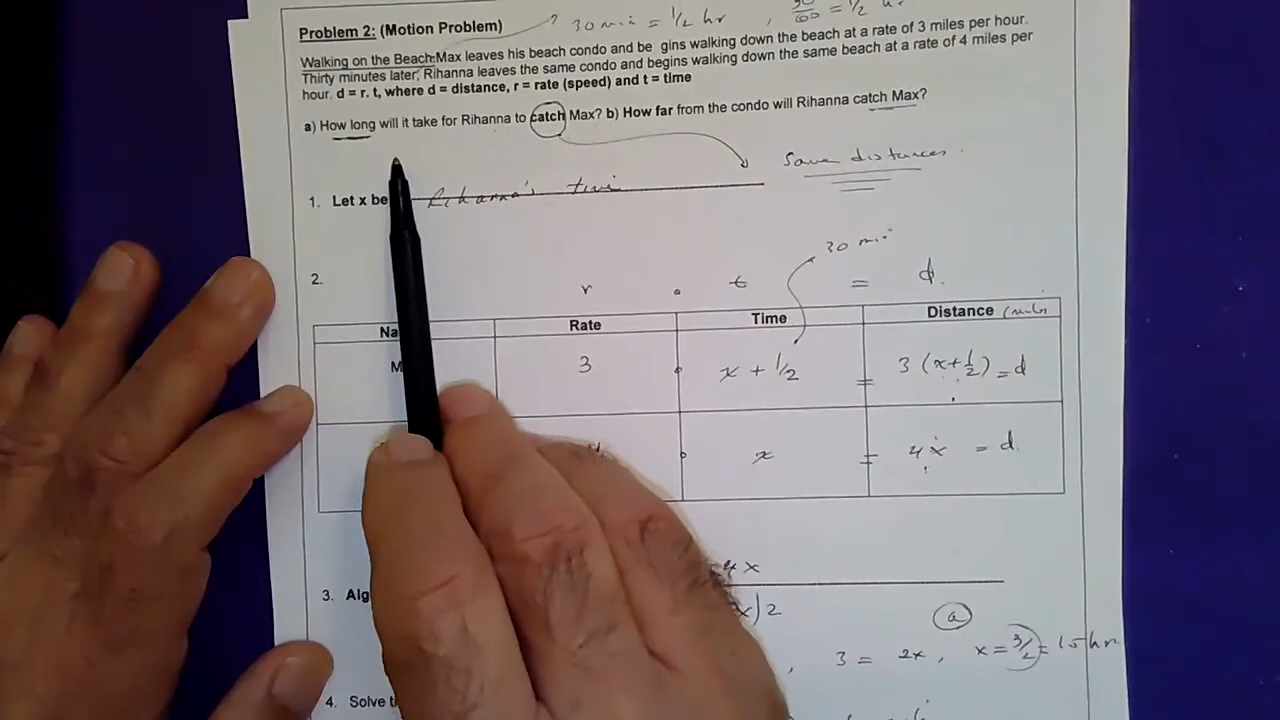 Problem 2: (Motion Problem) 30 min = 1/2 hr , 30/60 = 1/2 hr
Walking on the Beach: Max leaves his beach condo and be gins walking down the beach at a rate of 3 miles per hour.
Thirty minutes later, Rihanna leaves the same condo and begins walking down the same beach at a rate of 4 miles per
hour. d = r. t, where d = distance, r = rate (speed) and t = time
a) How long will it take for Rihanna to catch Max? b) How far from the condo will Rihanna catch Max?
Same distances
1. Let x be Rihanna's time
30 min
2.
r . t = d
Rate Time Distance
3 x + 1/2 = 3 (x + 1/2) = d
x = 4x = d
4x
3. x) 2 (a)
, 3 = 2x , x = 3/2 = 1.5 hr
4. Solve